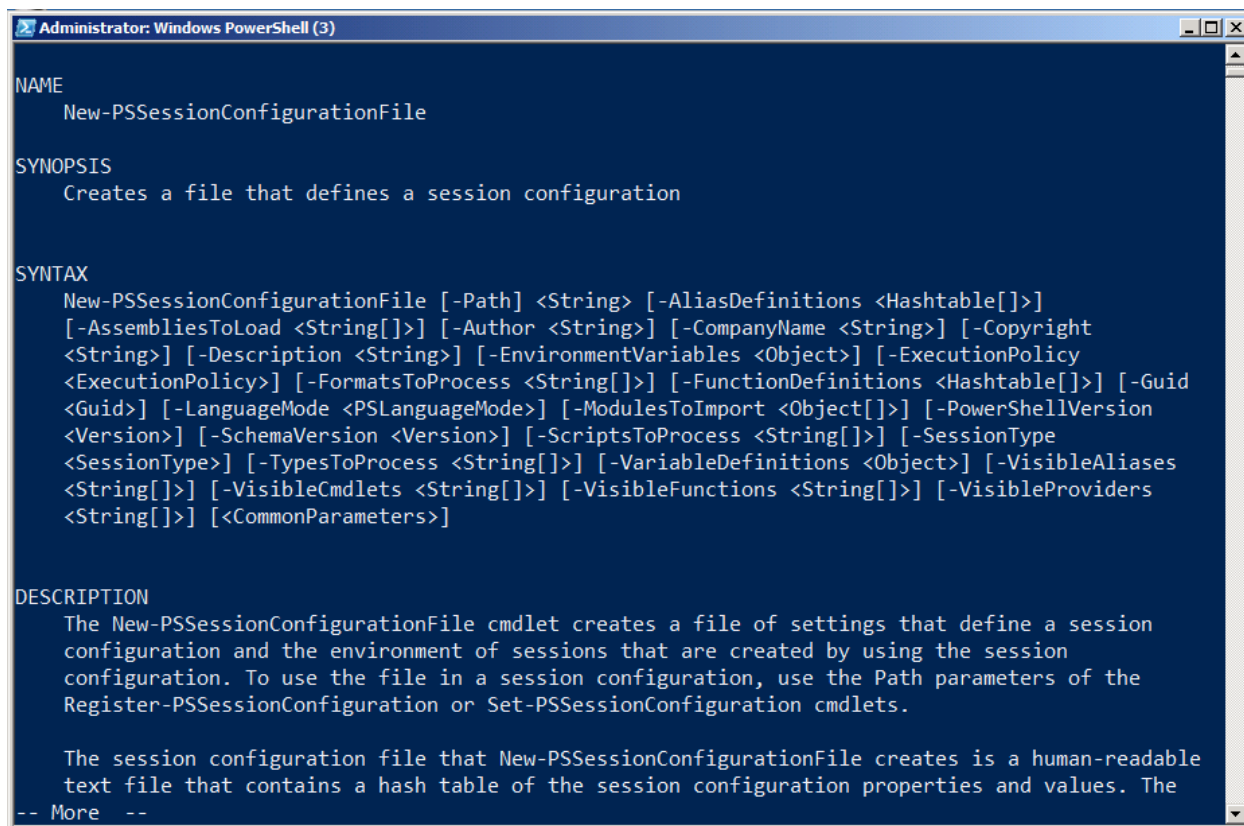 Administrator: Windows PowerShell (3)
NAME
New-PSSessionConfigurationFile
SYNOPSIS
Creates a file that defines a session configuration
SYNTAX
New-PSSessionConfigurationFile [-Path] <String> [-AliasDefinitions <Hashtable[]>]
[-AssembliesToLoad <String[]>] [-Author <String>] [-CompanyName <String>] [-Copyright
<String>] [-Description <String>] [-EnvironmentVariables <Object>] [-ExecutionPolicy
<ExecutionPolicy>] [-FormatsToProcess <String[]>] [-FunctionDefinitions <Hashtable[]>] [-Guid
<Guid>] [-LanguageMode <PSLanguageMode>] [-ModulesToImport <Object[]>] [-PowerShellVersion
<Version>] [-SchemaVersion <Version>] [-ScriptsToProcess <String[]>] [-SessionType
<SessionType>] [-TypesToProcess <String[]>] [-VariableDefinitions <Object>] [-VisibleAliases
<String[]>] [-VisibleCmdlets <String[]>] [-VisibleFunctions <String[]>] [-VisibleProviders
<String[]>] [<CommonParameters>]
DESCRIPTION
The New-PSSessionConfigurationFile cmdlet creates a file of settings that define a session
configuration and the environment of sessions that are created by using the session
configuration. To use the file in a session configuration, use the Path parameters of the
Register-PSSessionConfiguration or Set-PSSessionConfiguration cmdlets.
The session configuration file that New-PSSessionConfigurationFile creates is a human-readable
text file that contains a hash table of the session configuration properties and values. The
-- More  --